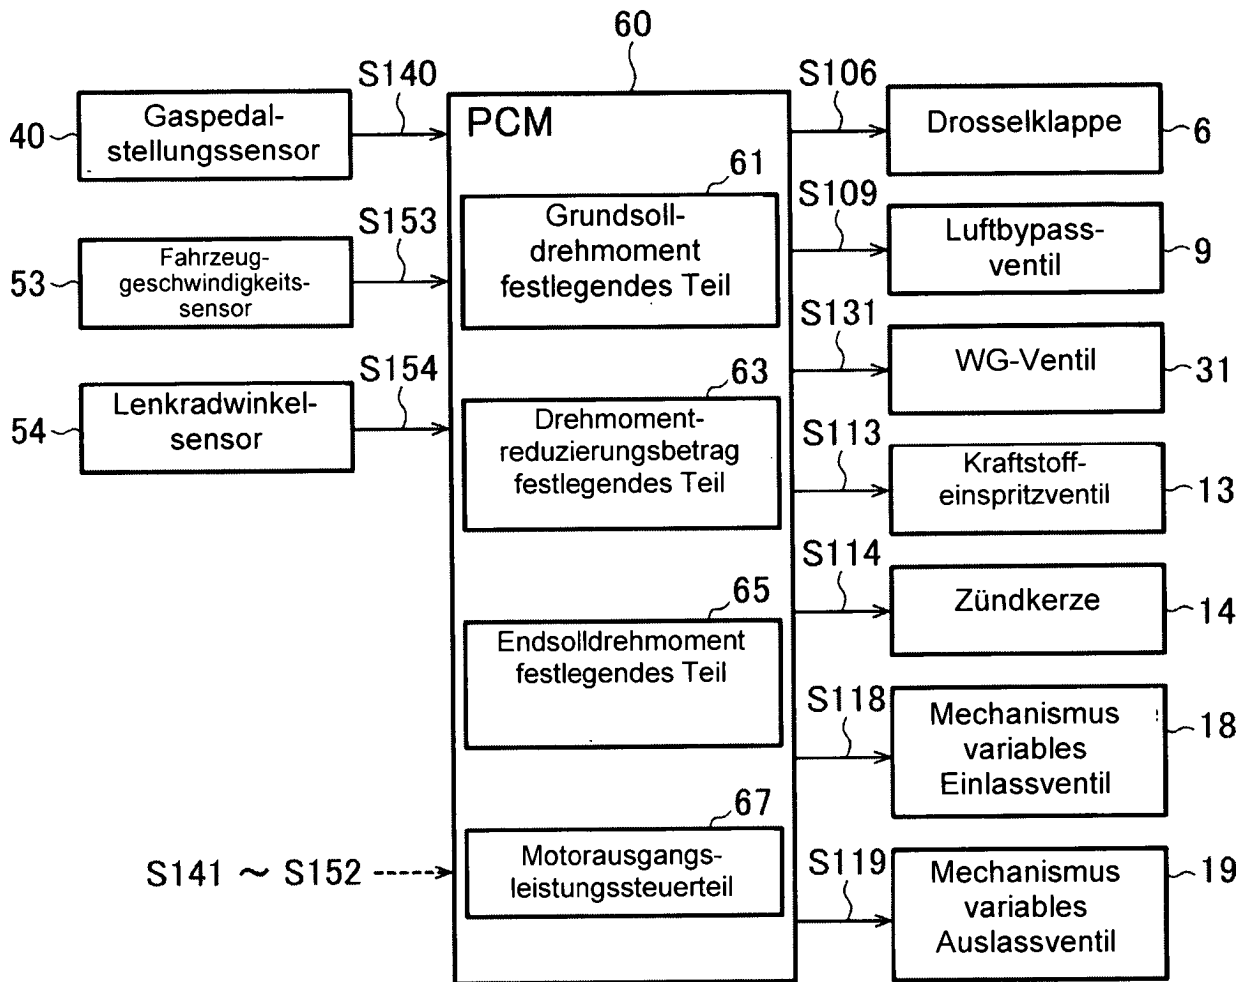 60
S140
40
Gaspedal-
stellungssensor
S153
53
Fahrzeug-
geschwindigkeits-
sensor
S154
54
Lenkradwinkel-
sensor
S141 ~ S152
PCM
61
Grundsoll-
drehmoment
festlegendes Teil
63
Drehmoment-
reduzierungsbetrag
festlegendes Teil
65
Endsolldrehmoment
festlegendes Teil
67
Motorausgangs-
leistungssteuerteil
S106
Drosselklappe
6
S109
Luftbypass-
ventil
9
S131
WG-Ventil
31
S113
Kraftstoff-
einspritzventil
13
S114
Zündkerze
14
S118
Mechanismus
variables
Einlassventil
18
S119
Mechanismus
variables
Auslassventil
19